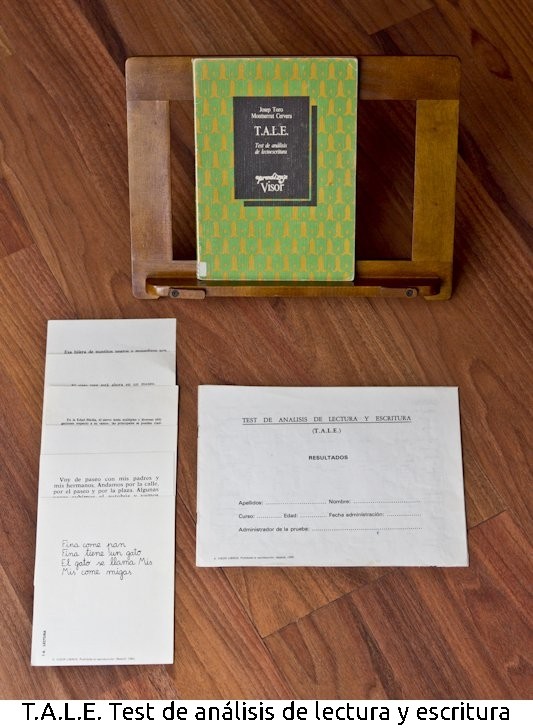 Josep Toro
Montserrat Cervera
T.A.L.E.
Test de análisis
de lectoescritura
aprendizaje
Visor
Voy de paseo con mis padres y
mis hermanos. Andamos por la calle,
por el paseo y por la plaza. Algunas
Fina come pan
Fina tiene un gato
El gato se llama Mis
Mis come migas
LECTURA
TEST DE ANALISIS DE LECTURA Y ESCRITURA
(T.A.L.E.)
RESULTADOS
Apellidos: Nombre:
Curso: Edad: Fecha administración:
Administrador de la prueba:
T.A.L.E. Test de análisis de lectura y escritura